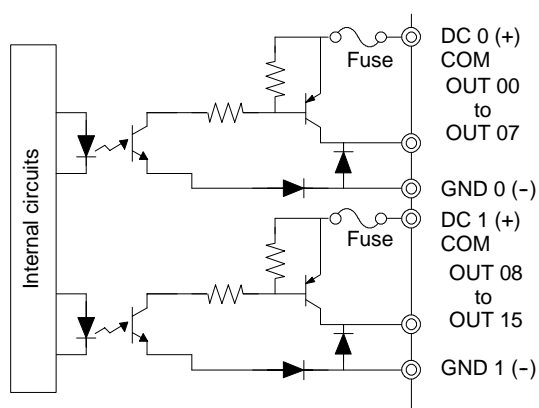 Internal circuits
Fuse
DC 0 (+)
COM
OUT 00
to
OUT 07
GND 0 (−)
DC 1 (+)
Fuse
COM
OUT 08
to
OUT 15
GND 1 (−)